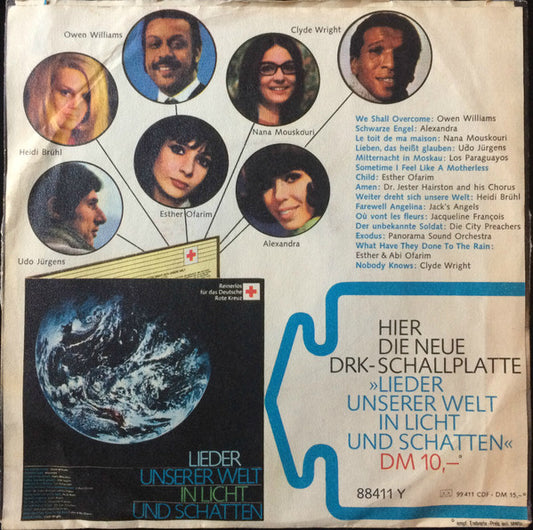 Owen Williams
Clyde Wright
Heidi Brühl
Nana Mouskouri
Esther Ofarim
Udo Jürgens
Alexandra
We Shall Overcome: Owen Williams
Schwarze Engel: Alexandra
Le toit de ma maison: Nana Mouskouri
Lieben, das heißt glauben: Udo Jürgens
Mitternacht in Moskau: Los Paraguayos
Sometime I Feel Like A Motherless
Child: Esther Ofarim
Amen: Dr. Jester Hairston and his Chorus
Weiter dreht sich unsere Welt: Heidi Brühl
Farewell Angelina: Jack's Angels
Où vont les fleurs: Jacqueline François
Der unbekannte Soldat: Die City Preachers
Exodus: Panorama Sound Orchestra
What Have They Done To The Rain:
Esther & Abi Ofarim
Nobody Knows: Clyde Wright
Reinerlös
für das Deutsche
Rote Kreuz
LIEDER
UNSERER WELT
IN LICHT
UND SCHATTEN
HIER
DIE NEUE
DRK-SCHALLPLATTE
»LIEDER
UNSERER WELT
IN LICHT
UND SCHATTEN«
DM 10,–*
88411 Y
99 411 CDF · DM 15,–*